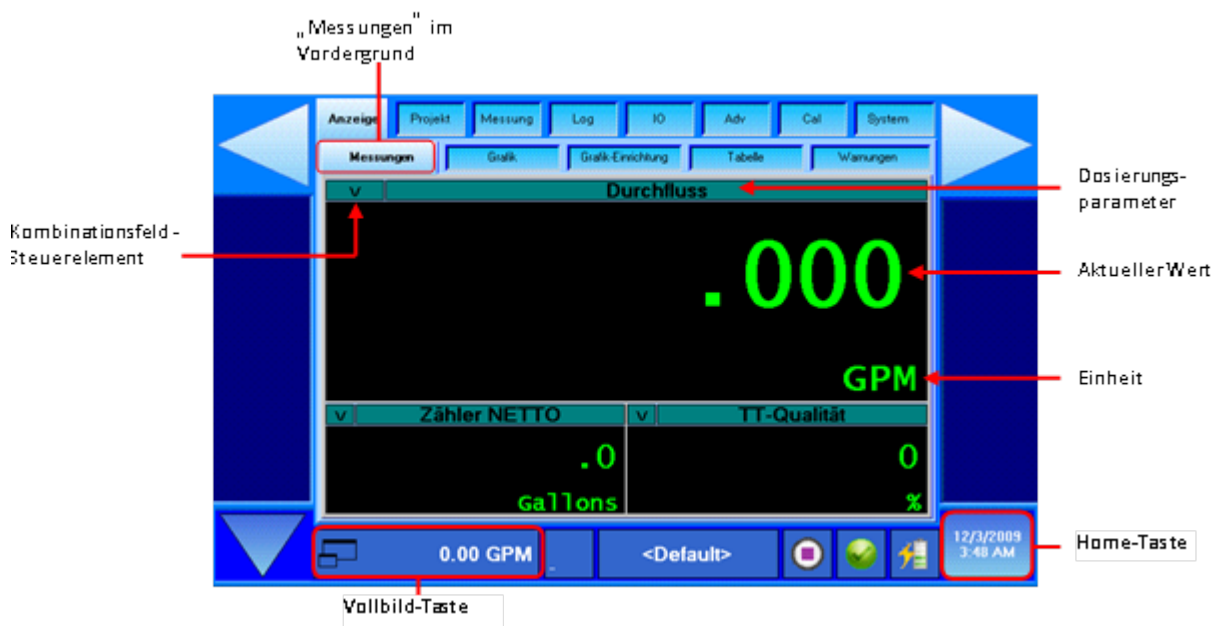 „Messungen" im
Vordergrund
Anzeige Projekt Messung Log IO Adv Cal System
Messungen Grafik Grafik-Einrichtung Tabelle Warnungen
v Durchfluss
Dosierungs-
parameter
Kombinationsfeld-
Steuerelement
.000
Aktueller Wert
GPM
Einheit
v Zähler NETTO v TT-Qualität
.0 0
Gallons %
0.00 GPM <Default> 12/3/2009
3:48 AM
Home-Taste
Vollbild-Taste